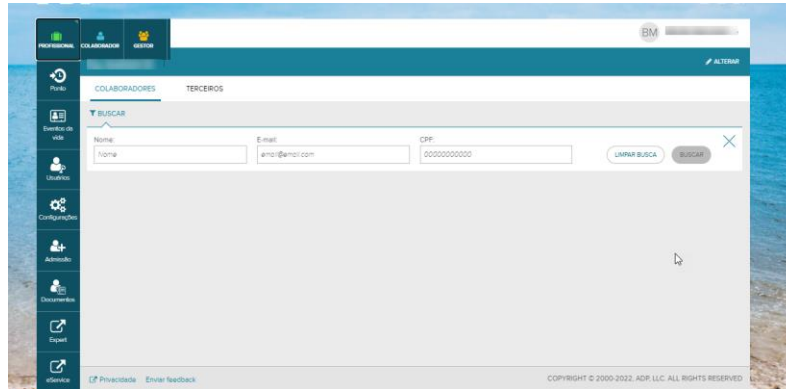 PROFISSIONAL
COLABORADOR
GESTOR
BM
ALTERAR
Ponto
COLABORADORES
TERCEIROS
BUSCAR
Eventos da
vida
Nome:
E-mail:
CPF:
Nome
email@email.com
00000000000
LIMPAR BUSCA
BUSCAR
Usuários
Configurações
Admissão
Documentos
Expert
eService
Privacidade
Enviar feedback
COPYRIGHT © 2000-2022, ADP, LLC. ALL RIGHTS RESERVED